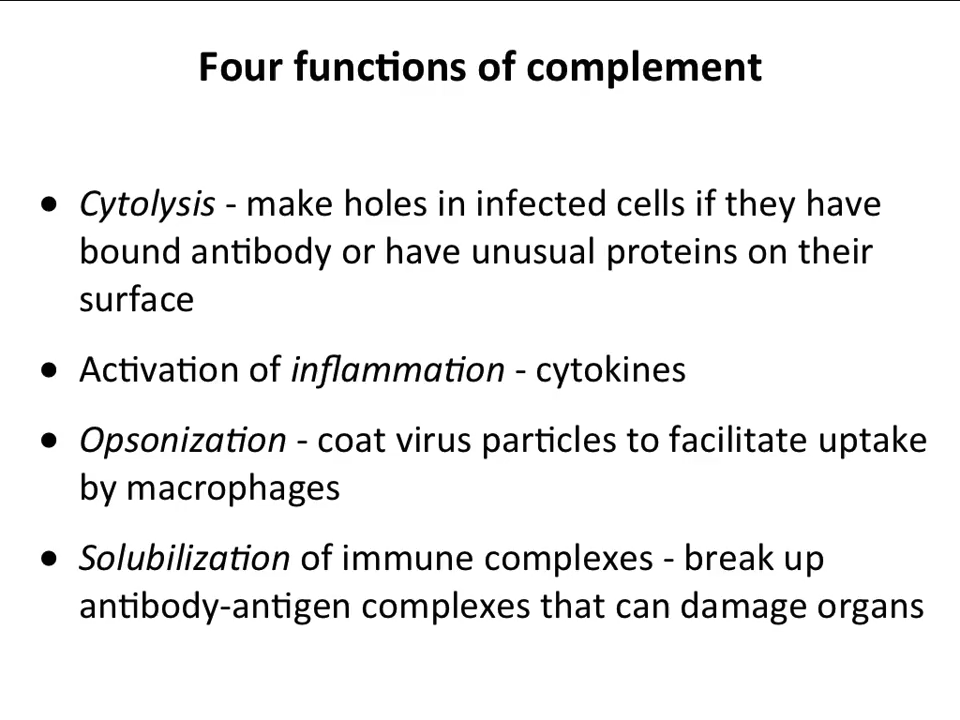 Four functions of complement
• Cytolysis - make holes in infected cells if they have
bound antibody or have unusual proteins on their
surface
• Activation of inflammation - cytokines
• Opsonization - coat virus particles to facilitate uptake
by macrophages
• Solubilization of immune complexes - break up
antibody-antigen complexes that can damage organs